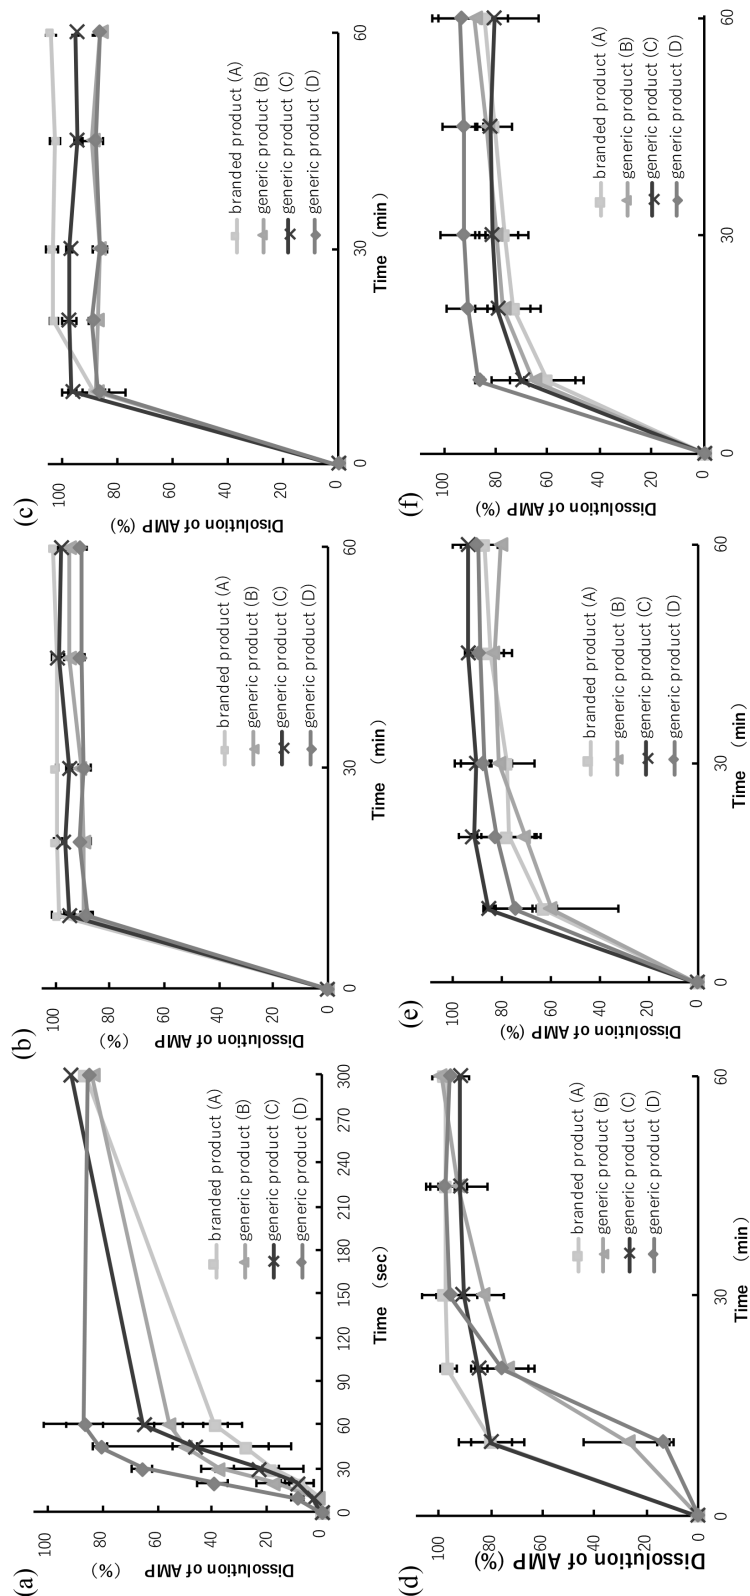 (a)
100
80
60
40
20
0
Dissolution of AMP (%)
0
30
60
90
120
150
180
210
240
270
300
Time (sec)
branded product (A)
generic product (B)
generic product (C)
generic product (D)
(b)
100
80
60
40
20
0
Dissolution of AMP (%)
0
30
60
Time (min)
branded product (A)
generic product (B)
generic product (C)
generic product (D)
(c)
100
80
60
40
20
0
Disolution of AMP (%)
0
30
60
Time (min)
branded product (A)
generic product (B)
generic product (C)
generic product (D)
(d)
100
80
60
40
20
0
Dissolution of AMP (%)
0
30
60
Time (min)
branded product (A)
generic product (B)
generic product (C)
generic product (D)
(e)
100
80
60
40
20
0
Dissolution of AMP (%)
0
30
60
Time (min)
branded product (A)
generic product (B)
generic product (C)
generic product (D)
(f)
100
80
60
40
20
0
Disolution of AMP (%)
0
30
60
Time (min)
branded product (A)
generic product (B)
generic product (C)
generic product (D)